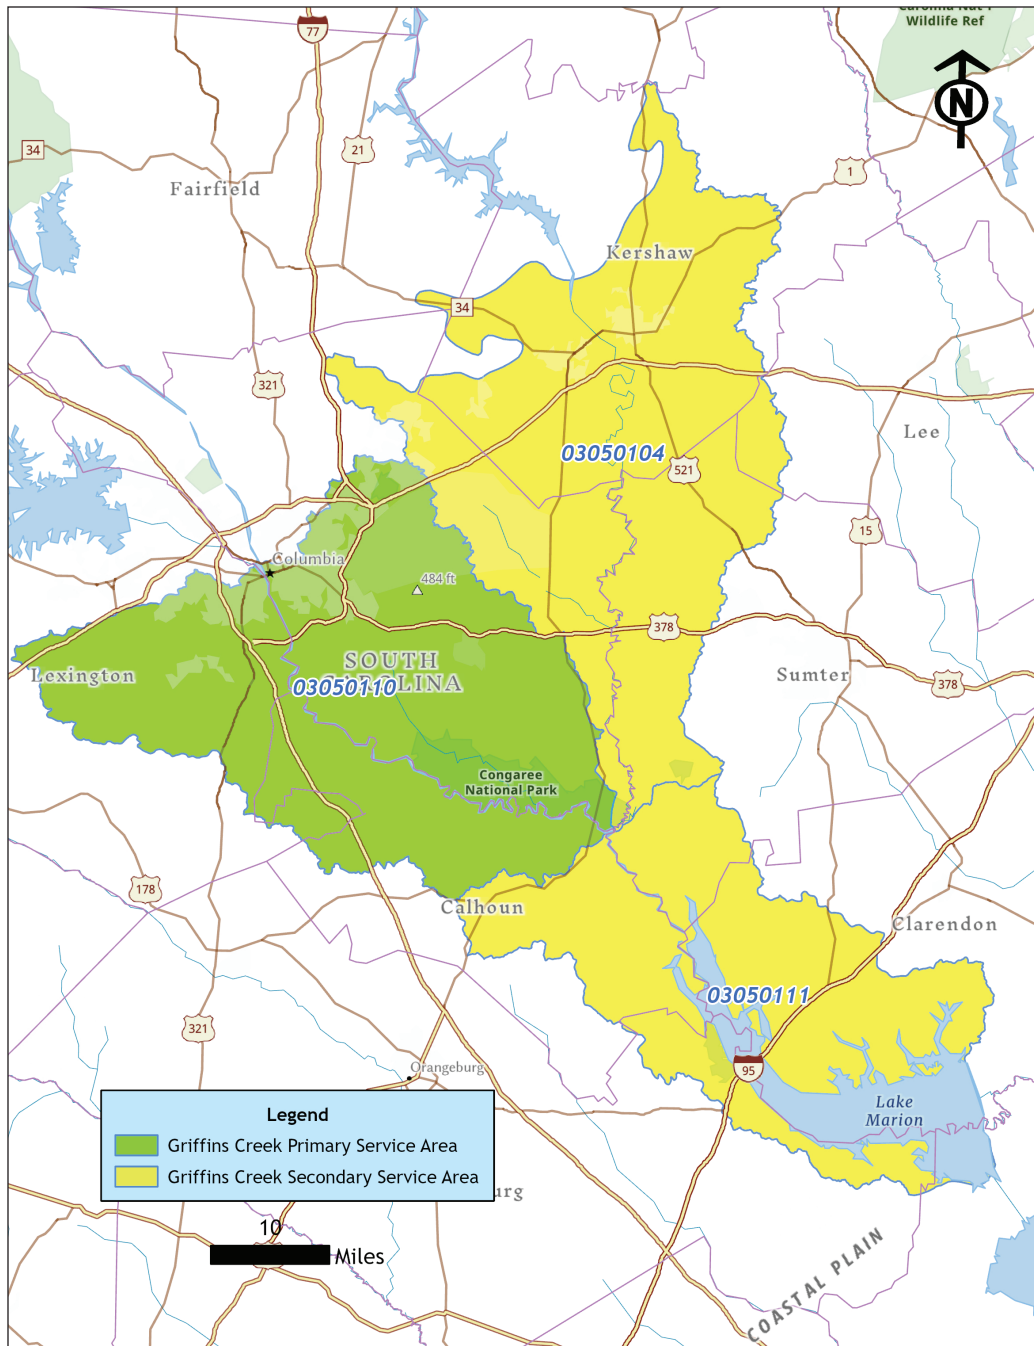 Wildlife Ref
77
N
34
21
1
Fairfield
Kershaw
34
321
Lee
03050104
521
15
Columbia
484 ft
378
SOUTH
CAROLINA
Lexington
03050110
Sumter
378
Congaree
National Park
178
Calhoun
Clarendon
03050111
321
95
Orangeburg
Lake
Marion
Legend
Griffins Creek Primary Service Area
Griffins Creek Secondary Service Area
urg
10
Miles
COASTAL PLAIN